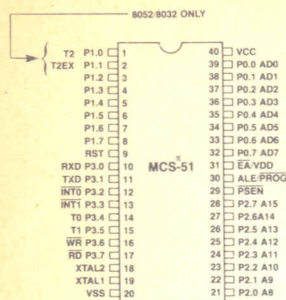 8052/8032 ONLY
T2 P1.0 1 40 VCC
T2EX P1.1 2 39 P0.0 AD0
P1.2 3 38 P0.1 AD1
P1.3 4 37 P0.2 AD2
P1.4 5 36 P0.3 AD3
P1.5 6 35 P0.4 AD4
P1.6 7 34 P0.5 AD5
P1.7 8 33 P0.6 AD6
RST 9 32 P0.7 AD7
RXD P3.0 10 MCS-51® 31 EA/VDD
TXD P3.1 11 30 ALE/PROG
INT0 P3.2 12 29 PSEN
INT1 P3.3 13 28 P2.7 A15
T0 P3.4 14 27 P2.6A14
T1 P3.5 15 26 P2.5 A13
WR P3.6 16 25 P2.4 A12
RD P3.7 17 24 P2.3 A11
XTAL2 18 23 P2.2 A10
XTAL1 19 22 P2.1 A9
VSS 20 21 P2.0 A8